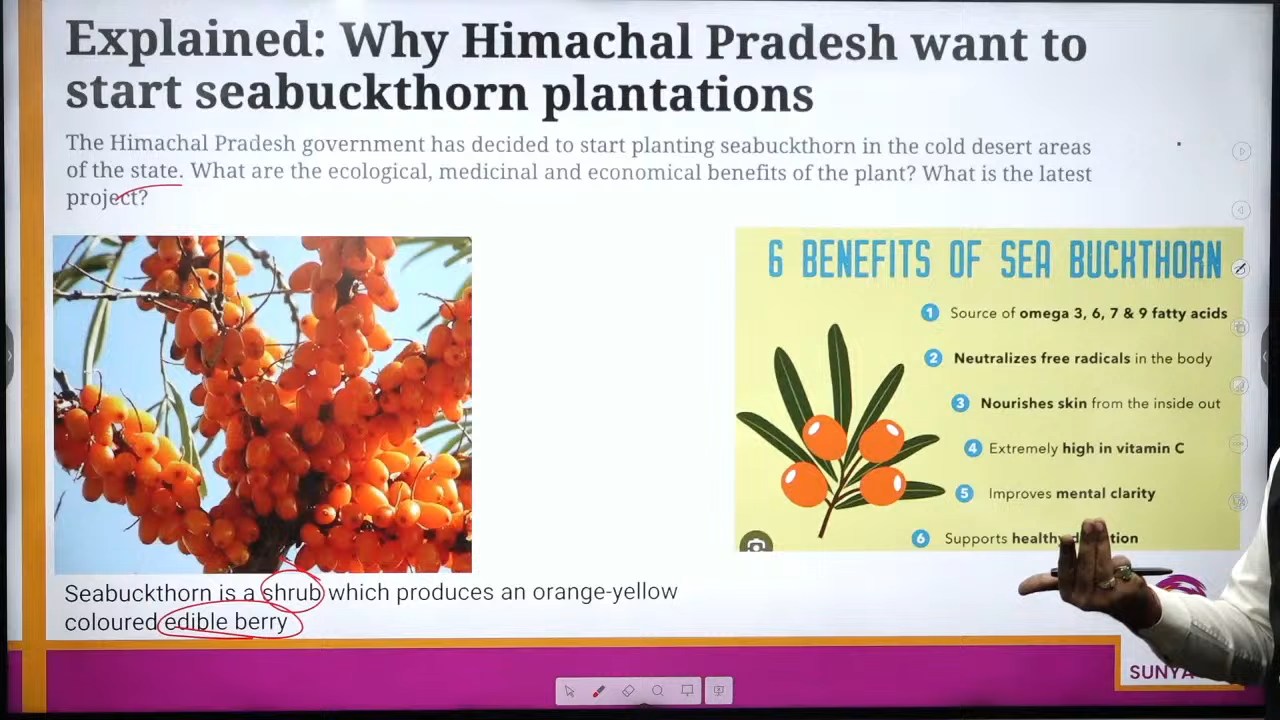 Explained: Why Himachal Pradesh want to
start seabuckthorn plantations
The Himachal Pradesh government has decided to start planting seabuckthorn in the cold desert areas
of the state. What are the ecological, medicinal and economical benefits of the plant? What is the latest
project?
6 BENEFITS OF SEA BUCKTHORN
1 Source of omega 3, 6, 7 & 9 fatty acids
2 Neutralizes free radicals in the body
3 Nourishes skin from the inside out
4 Extremely high in vitamin C
5 Improves mental clarity
6 Supports healthy
Seabuckthorn is a shrub which produces an orange-yellow
coloured edible berry